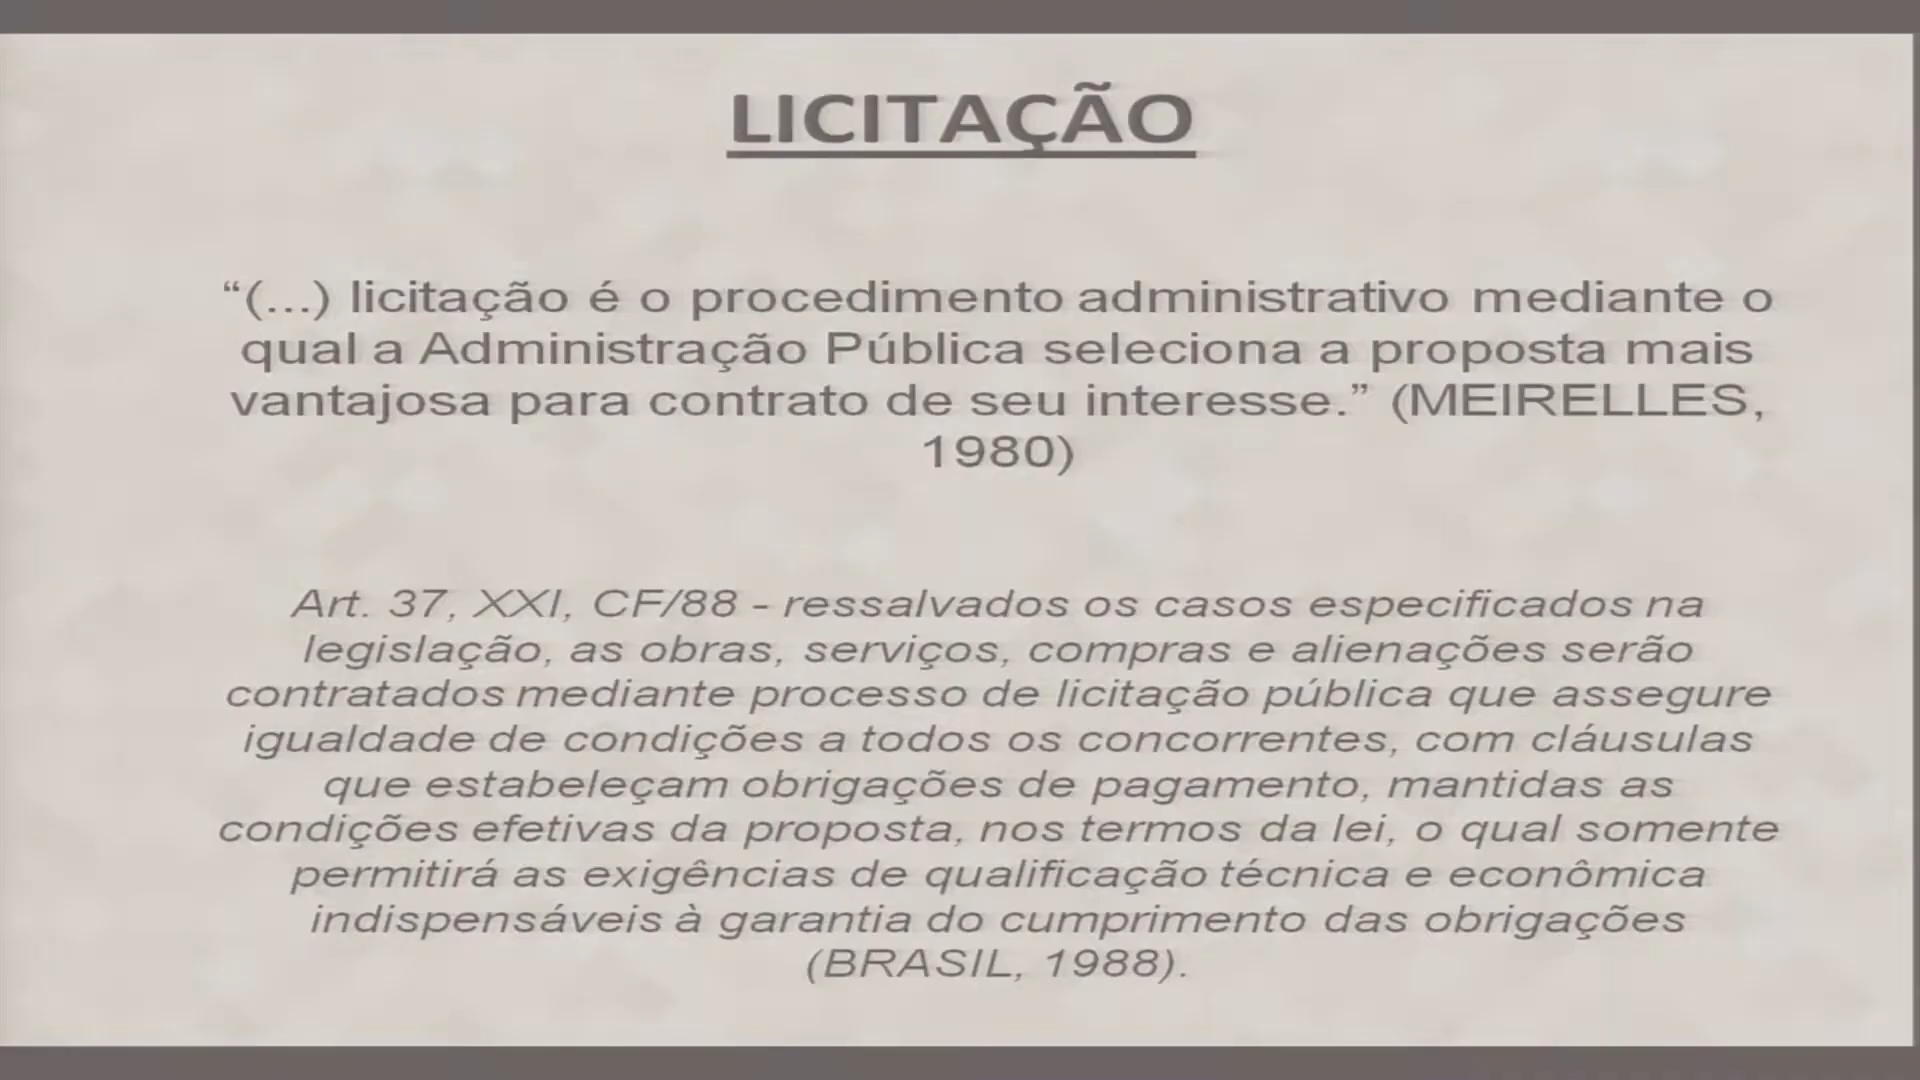 LICITAÇÃO
“(...) licitação é o procedimento administrativo mediante o
qual a Administração Pública seleciona a proposta mais
vantajosa para contrato de seu interesse.” (MEIRELLES,
1980)
Art. 37, XXI, CF/88 - ressalvados os casos especificados na
legislação, as obras, serviços, compras e alienações serão
contratados mediante processo de licitação pública que assegure
igualdade de condições a todos os concorrentes, com cláusulas
que estabeleçam obrigações de pagamento, mantidas as
condições efetivas da proposta, nos termos da lei, o qual somente
permitirá as exigências de qualificação técnica e econômica
indispensáveis à garantia do cumprimento das obrigações
(BRASIL, 1988).